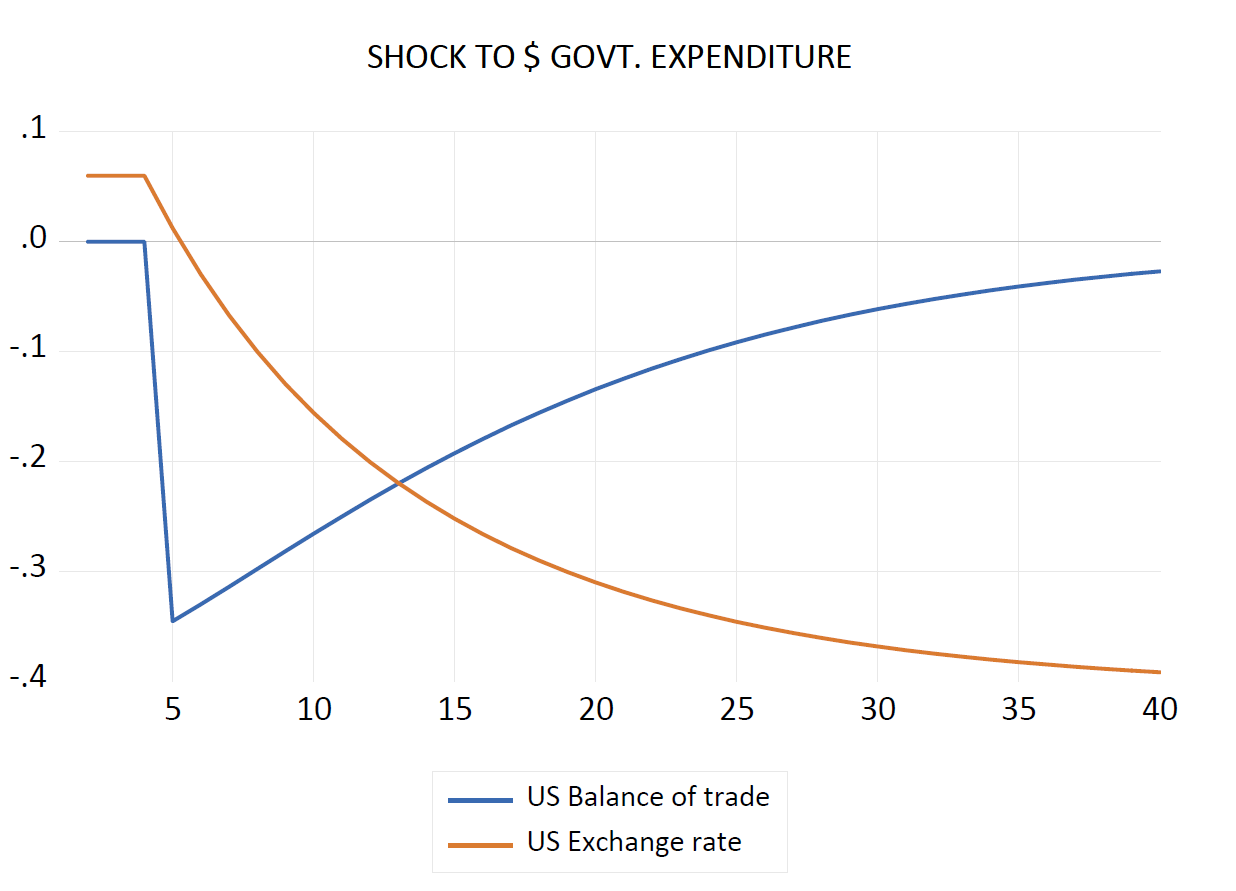 SHOCK TO $ GOVT. EXPENDITURE
.1
.0
-.1
-.2
-.3
-.4
5 10 15 20 25 30 35 40
US Balance of trade
US Exchange rate